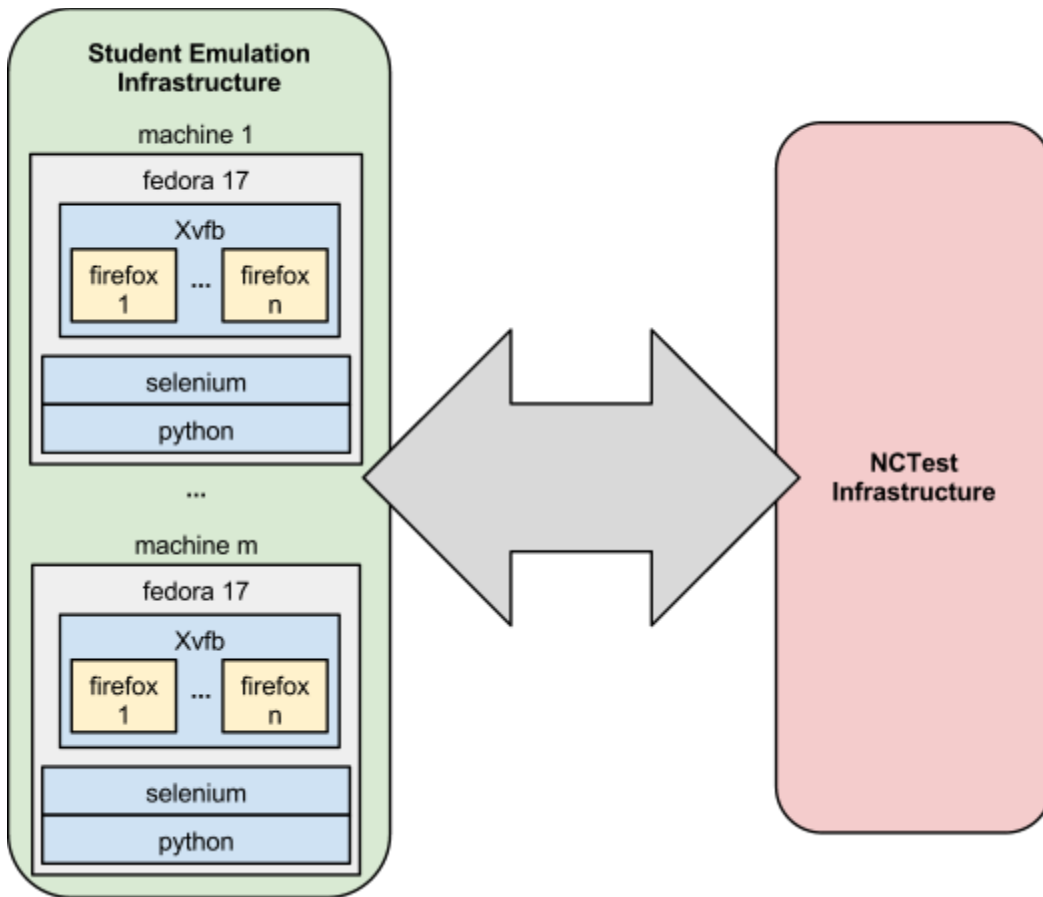 Student Emulation
Infrastructure
machine 1
fedora 17
Xvfb
firefox
1
...
firefox
n
selenium
python
...
machine m
fedora 17
Xvfb
firefox
1
...
firefox
n
selenium
python
NCTest
Infrastructure